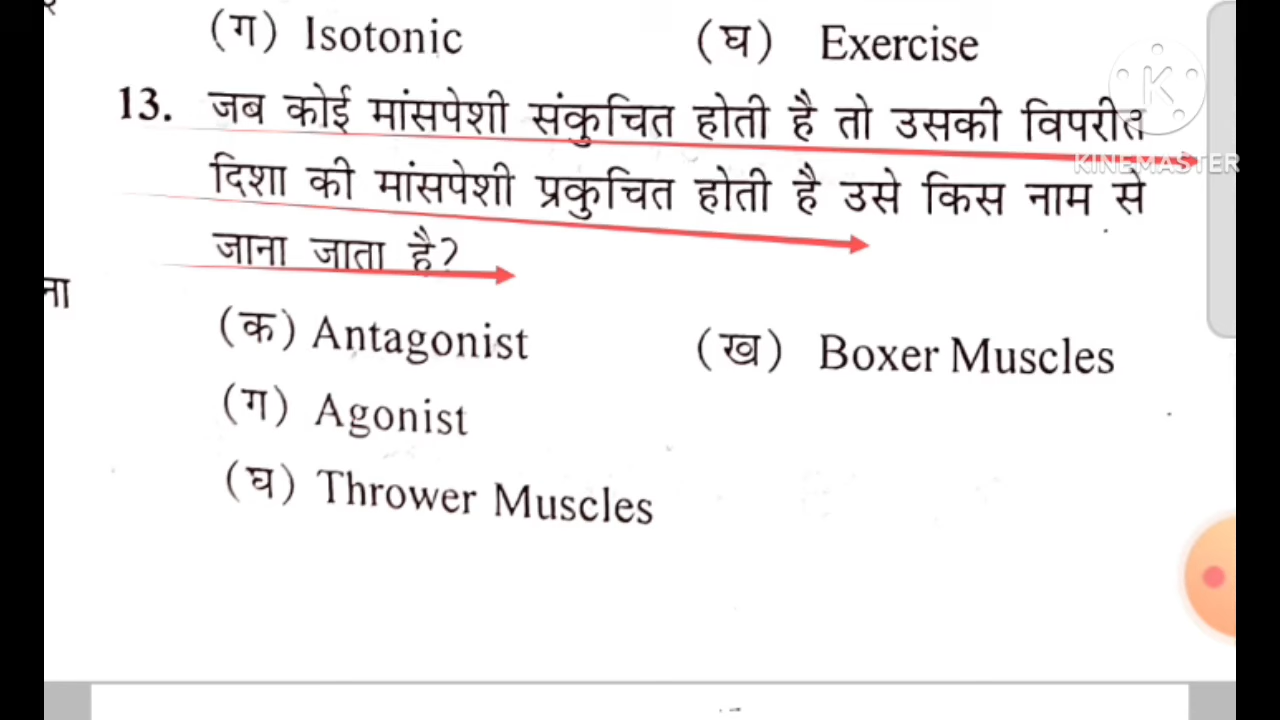 (ग) Isotonic (घ) Exercise
13. जब कोई मांसपेशी संकुचित होती है तो उसकी विपरीत
दिशा की मांसपेशी प्रकुचित होती है उसे किस नाम से
जाना जाता है?
ना
(क) Antagonist (ख) Boxer Muscles
(ग) Agonist
(घ) Thrower Muscles
K
KINEMASTER